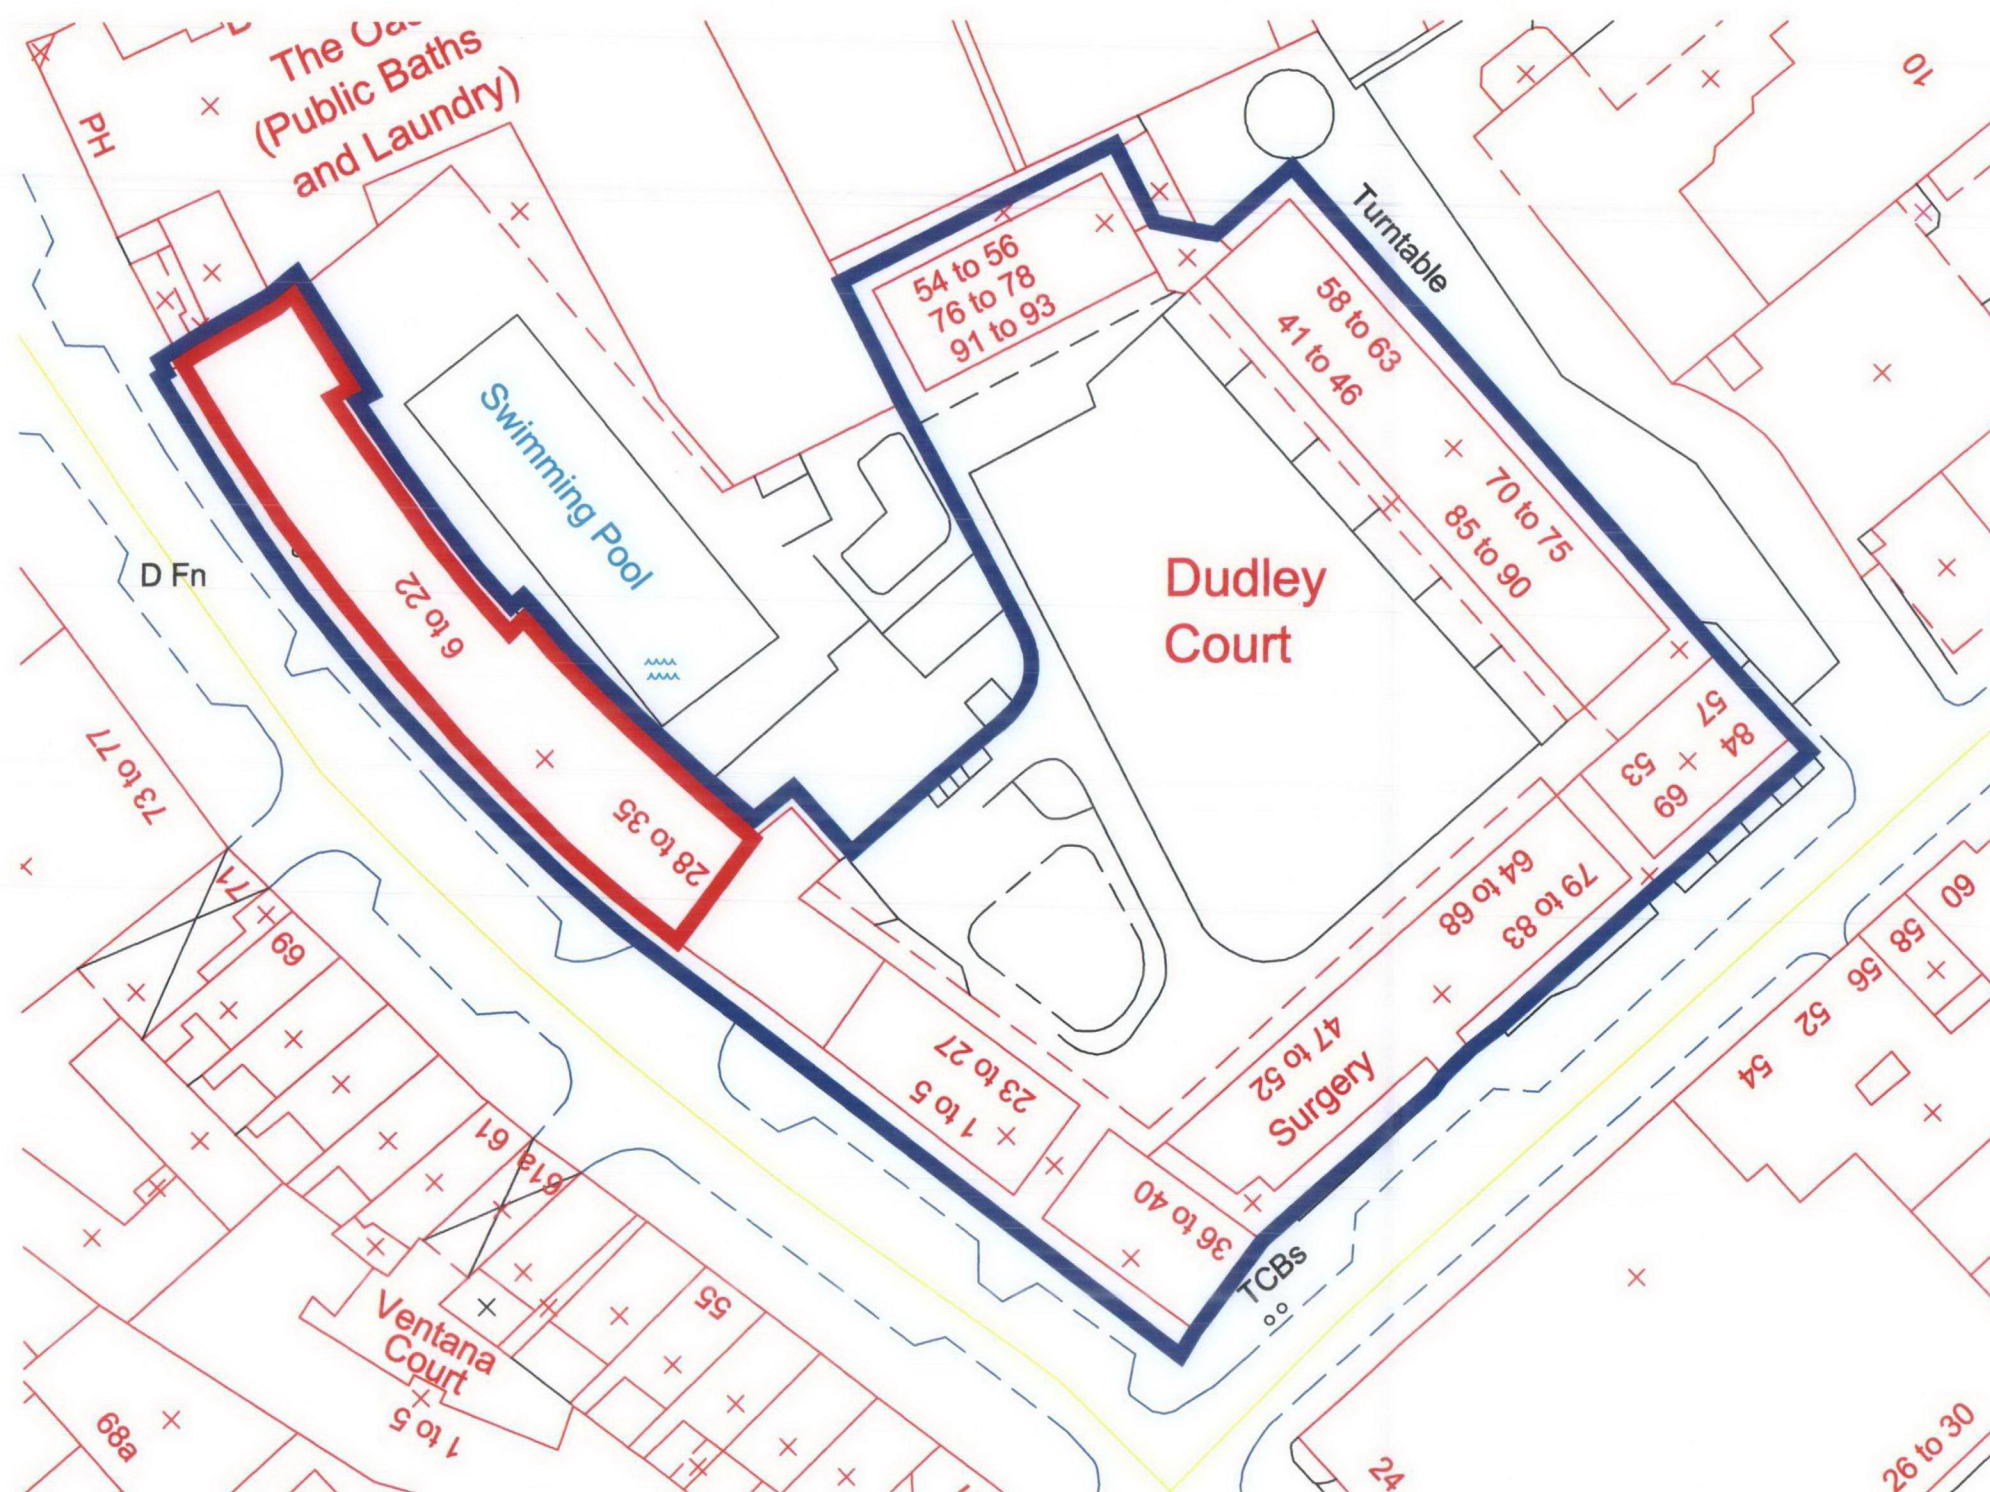 The
(Public Baths
and Laundry)
PH
10
Turntable
54 to 56
76 to 78
91 to 93
58 to 63
41 to 46
Swimming Pool
70 to 75
85 to 90
D Fn
6 to 22
Dudley
Court
73 to 77
28 to 35
57
84
53
69
71
69
64 to 68
79 to 83
60
58
56
52
54
47 to 52
Surgery
23 to 27
1 to 5
61
61a
36 to 40
TCBs
55
Ventana
Court
1 to 5
68a
24
26 to 30